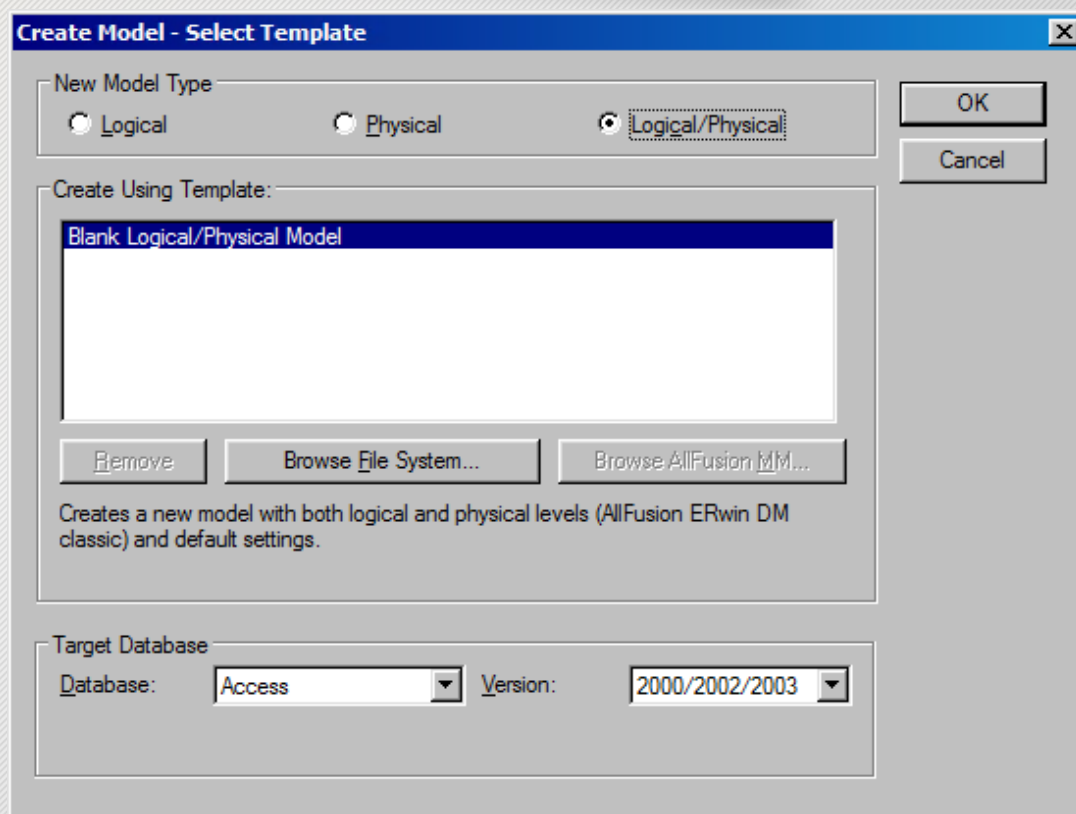 Create Model - Select Template
New Model Type
Logical Physical Logical/Physical
OK
Cancel
Create Using Template:
Blank Logical/Physical Model
Remove Browse File System... Browse AllFusion MM...
Creates a new model with both logical and physical levels (AllFusion ERwin DM
classic) and default settings.
Target Database
Database: Access Version: 2000/2002/2003